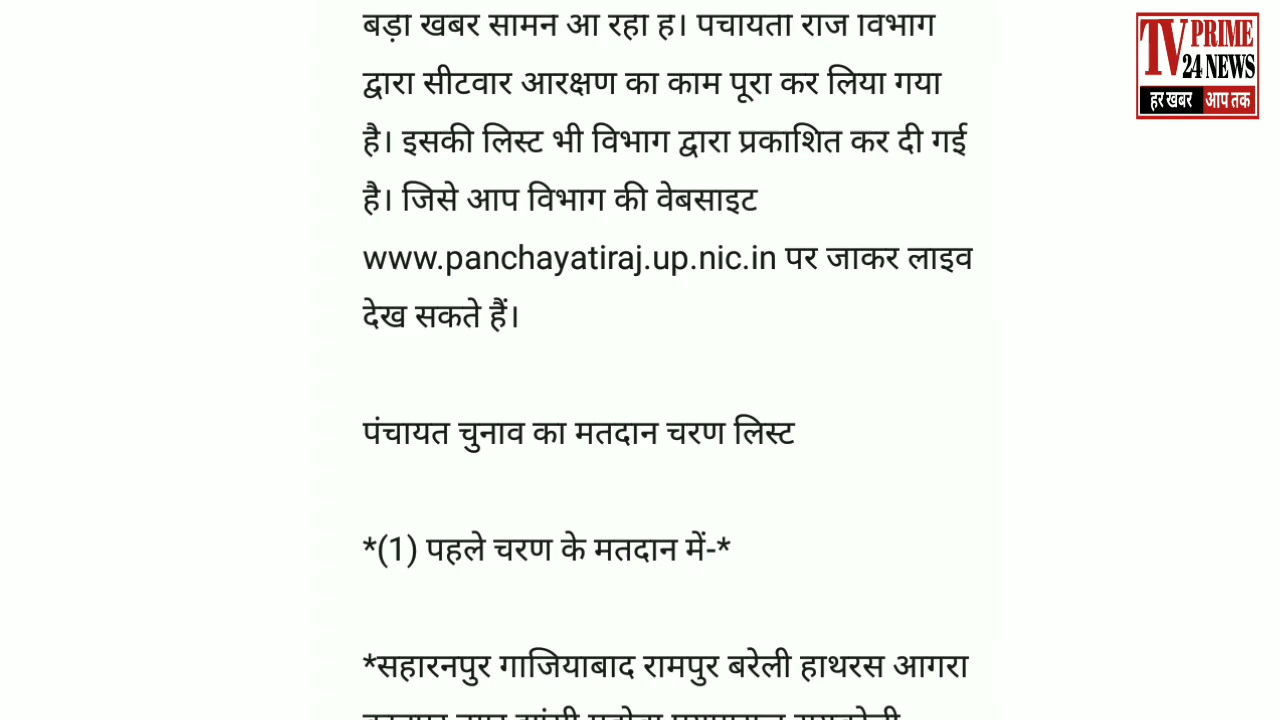 बड़ी खबर सामने आ रही है। पंचायती राज विभाग
द्वारा सीटवार आरक्षण का काम पूरा कर लिया गया
है। इसकी लिस्ट भी विभाग द्वारा प्रकाशित कर दी गई
है। जिसे आप विभाग की वेबसाइट
www.panchayatiraj.up.nic.in पर जाकर लाइव
देख सकते हैं।
पंचायत चुनाव का मतदान चरण लिस्ट
*(1) पहले चरण के मतदान में-*
*सहारनपुर गाजियाबाद रामपुर बरेली हाथरस आगरा
TV PRIME
24 NEWS
हर खबर आप तक